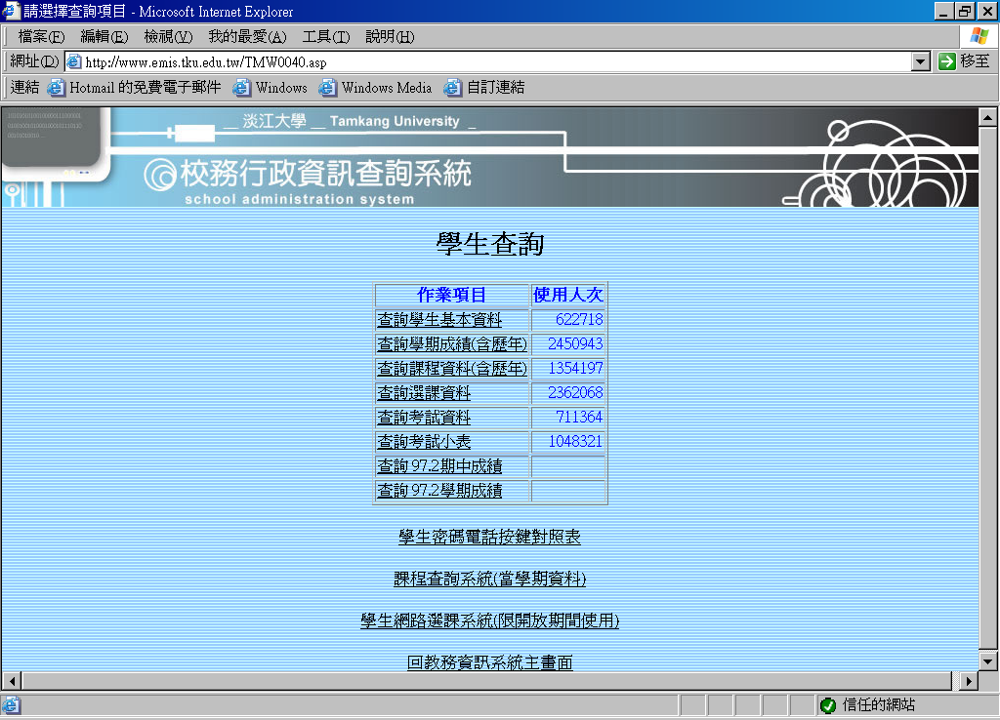 請選擇查詢項目 - Microsoft Internet Explorer
檔案(F) 編輯(E) 檢視(V) 我的最愛(A) 工具(T) 說明(H)
網址(D) http://www.emis.tku.edu.tw/TMW0040.asp 移至
連結 Hotmail 的免費電子郵件 Windows Windows Media 自訂連結
淡江大學 __ Tamkang University _
校務行政資訊查詢系統
school administration system
學生查詢
作業項目 使用人次
查詢學生基本資料 622718
查詢學期成績(含歷年) 2450943
查詢課程資料(含歷年) 1354197
查詢選課資料 2362068
查詢考試資料 711364
查詢考試小表 1048321
查詢 97.2期中成績
查詢 97.2學期成績
學生密碼電話按鍵對照表
課程查詢系統(當學期資料)
學生網路選課系統(限開放期間使用)
回教務資訊系統主畫面
信任的網站